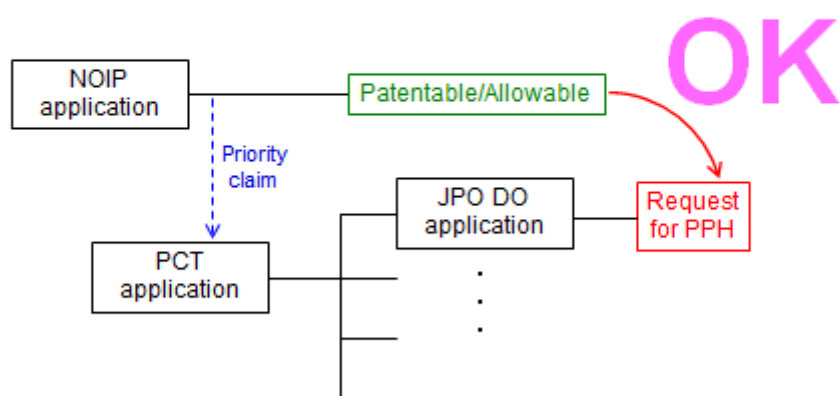 OK
NOIP
application
Patentable/Allowable
Priority
claim
JPO DO
application
Request
for PPH
PCT
application